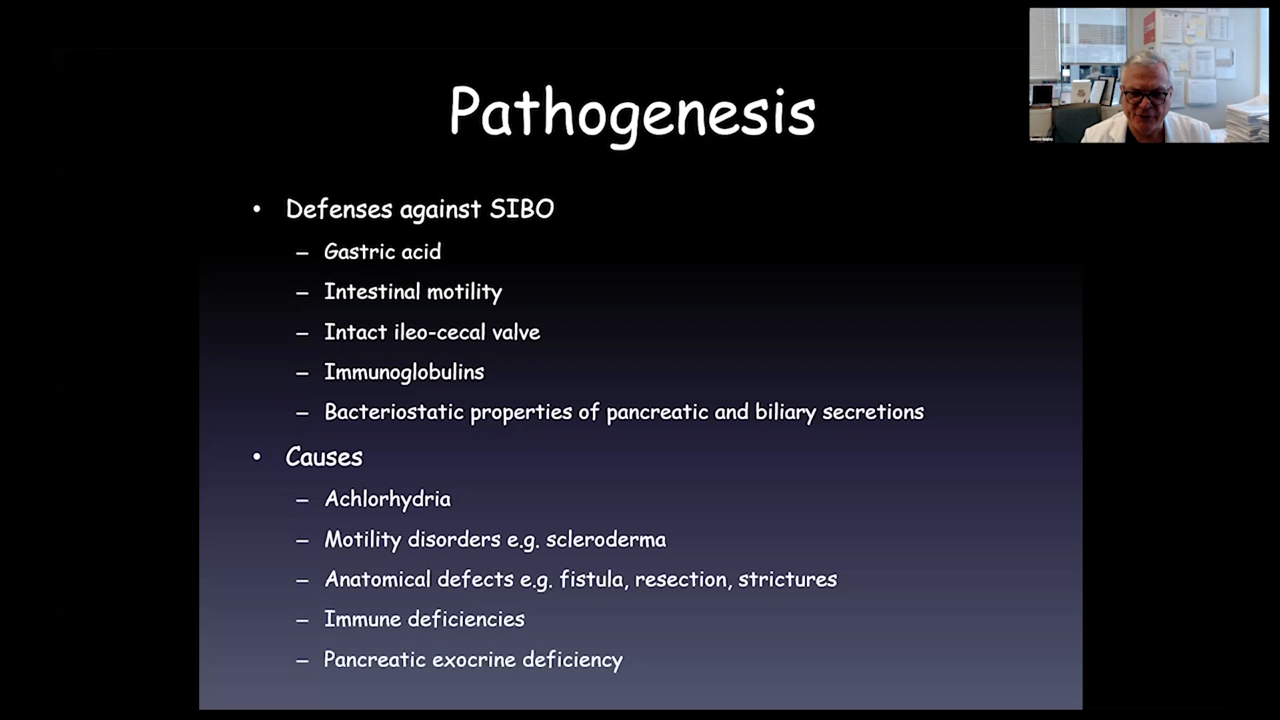 Pathogenesis
• Defenses against SIBO
– Gastric acid
– Intestinal motility
– Intact ileo-cecal valve
– Immunoglobulins
– Bacteriostatic properties of pancreatic and biliary secretions
• Causes
– Achlorhydria
– Motility disorders e.g. scleroderma
– Anatomical defects e.g. fistula, resection, strictures
– Immune deficiencies
– Pancreatic exocrine deficiency